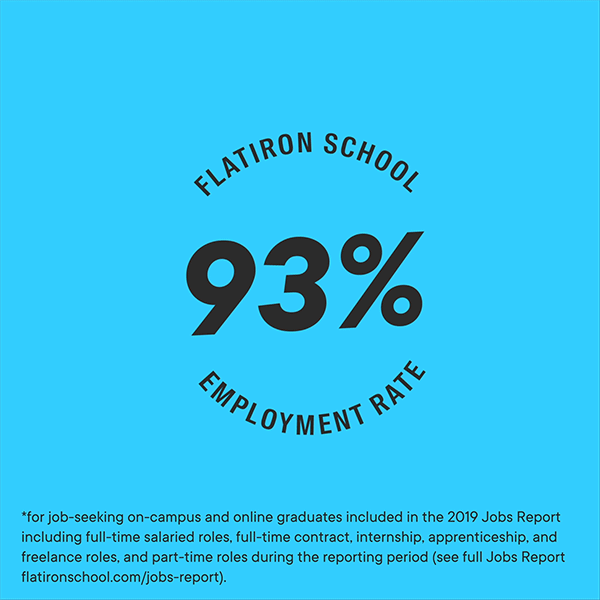 FLATIRON SCHOOL
93%
EMPLOYMENT RATE
*for job-seeking on-campus and online graduates included in the 2019 Jobs Report
including full-time salaried roles, full-time contract, internship, apprenticeship, and
freelance roles, and part-time roles during the reporting period (see full Jobs Report
flatironschool.com/jobs-report).